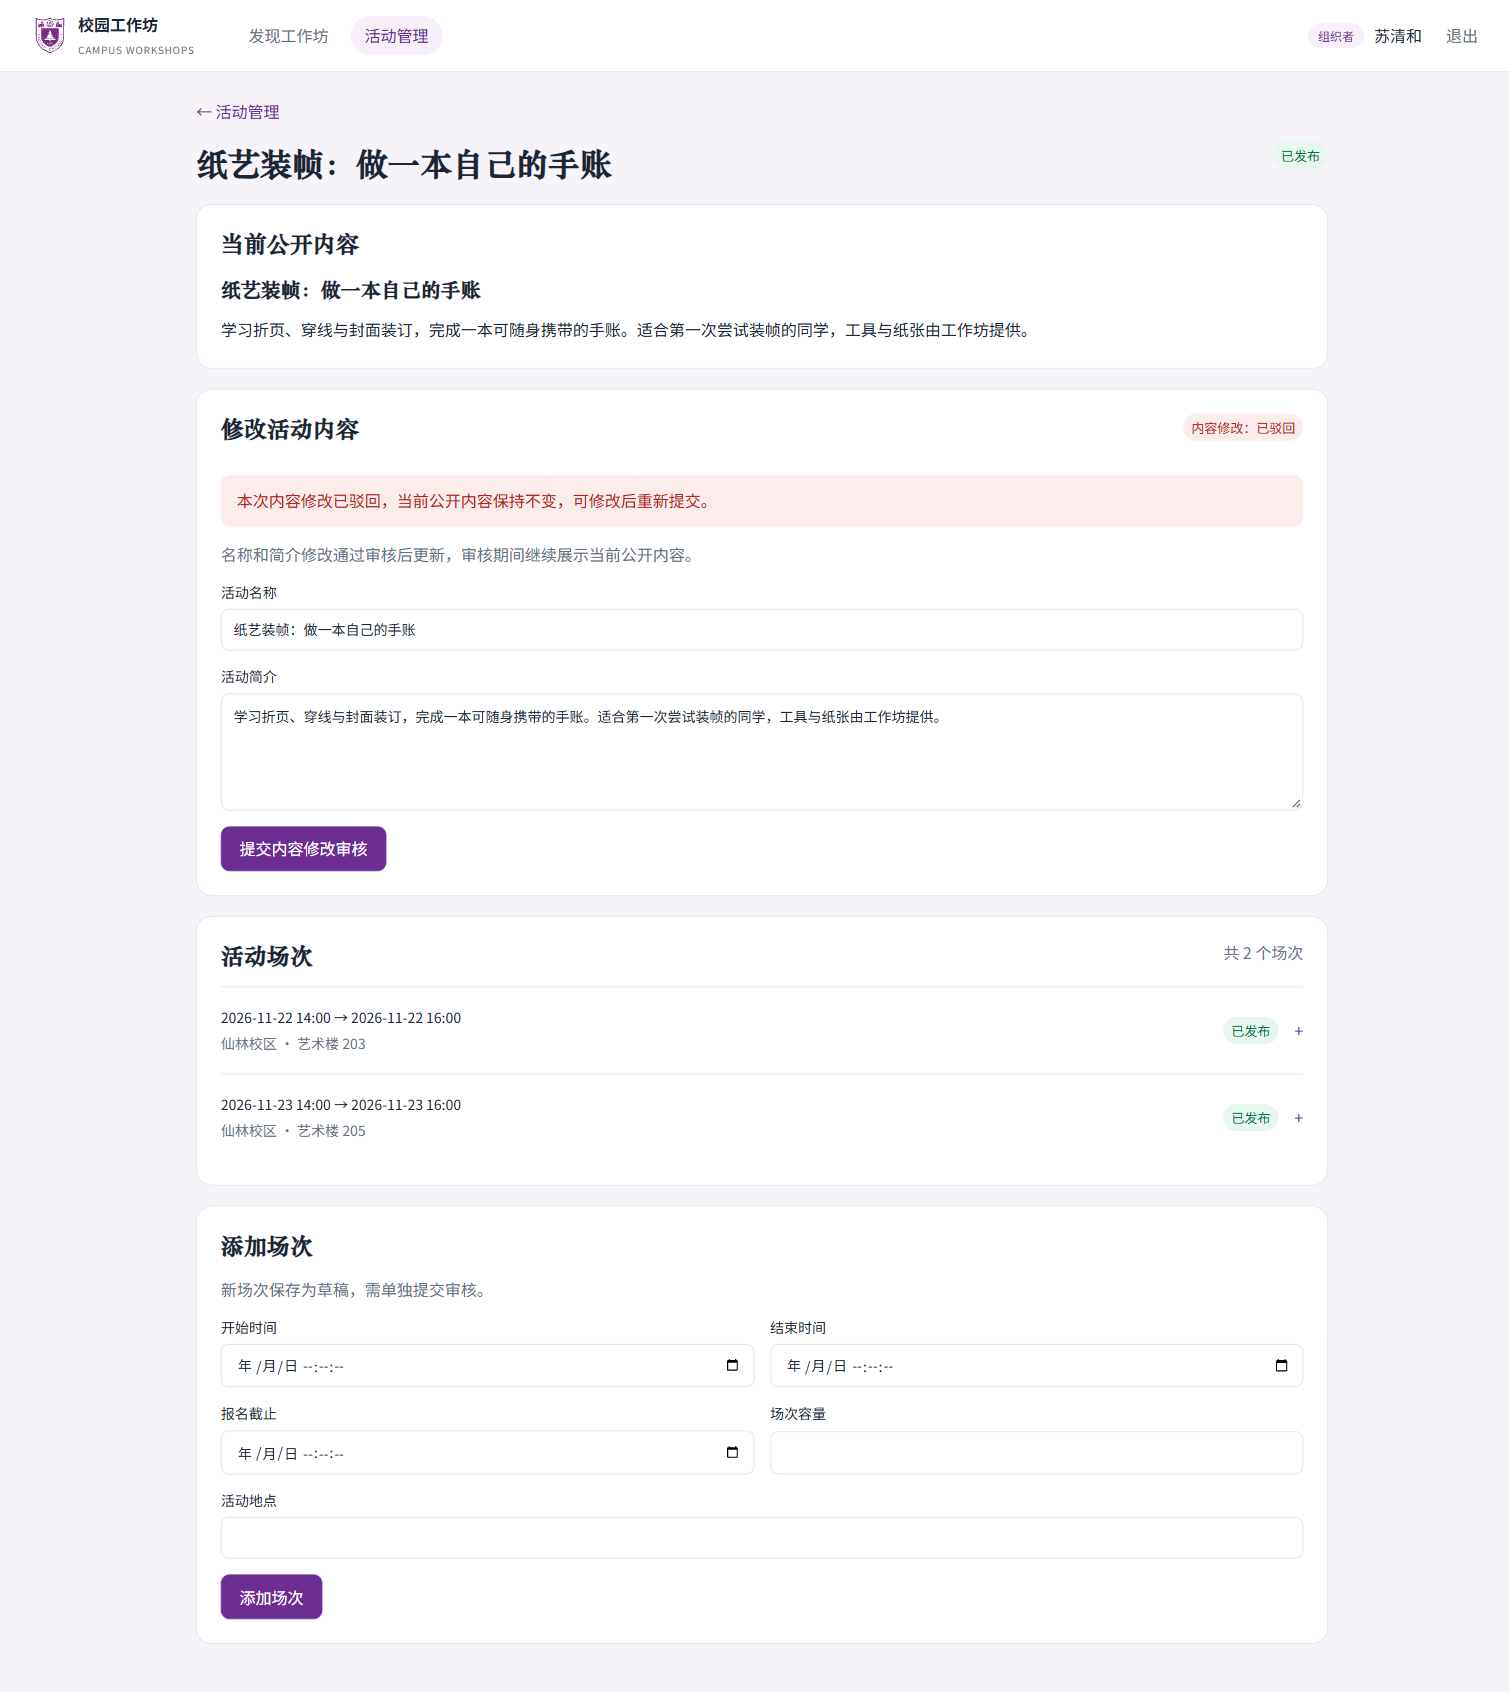 校园工作坊
CAMPUS WORKSHOPS
发现工作坊
活动管理
组织者
苏清和
退出
← 活动管理
纸艺装帧：做一本自己的手账
已发布
当前公开内容
纸艺装帧：做一本自己的手账
学习折页、穿线与封面装订，完成一本可随身携带的手账。适合第一次尝试装帧的同学，工具与纸张由工作坊提供。
修改活动内容
内容修改：已驳回
本次内容修改已驳回，当前公开内容保持不变，可修改后重新提交。
名称和简介修改通过审核后更新，审核期间继续展示当前公开内容。
活动名称
纸艺装帧：做一本自己的手账
活动简介
学习折页、穿线与封面装订，完成一本可随身携带的手账。适合第一次尝试装帧的同学，工具与纸张由工作坊提供。
提交内容修改审核
活动场次
共 2 个场次
2026-11-22 14:00 → 2026-11-22 16:00
仙林校区 · 艺术楼 203
已发布
+
2026-11-23 14:00 → 2026-11-23 16:00
仙林校区 · 艺术楼 205
已发布
+
添加场次
新场次保存为草稿，需单独提交审核。
开始时间
年 /月/日 --:--:--
结束时间
年 /月/日 --:--:--
报名截止
年 /月/日 --:--:--
场次容量
活动地点
添加场次